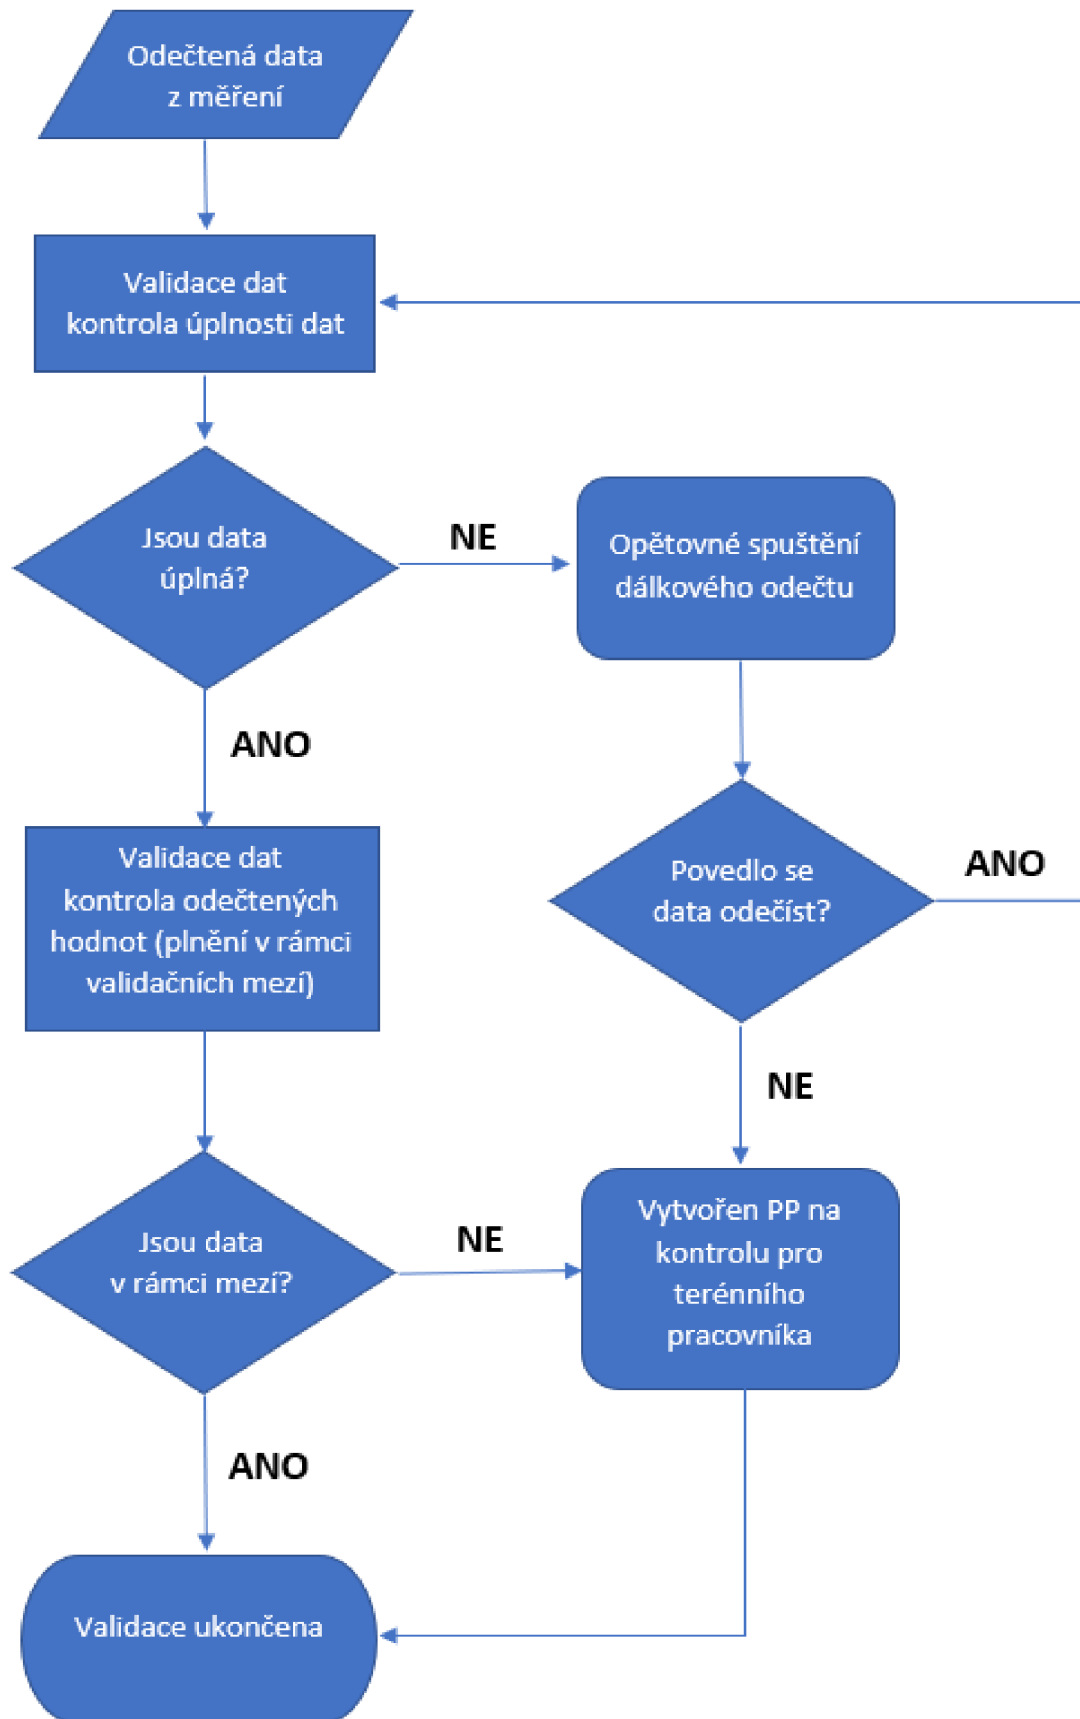 Odečtená data
z měření
Validace dat
kontrola úplnosti dat
Jsou data
úplná?
NE
Opětovné spuštění
dálkového odečtu
ANO
Validace dat
kontrola odečtených
hodnot (plnění v rámci
validačních mezí)
Povedlo se
data odečíst?
ANO
NE
Jsou data
v rámci mezí?
NE
Vytvořen PP na
kontrolu pro
terénního
pracovníka
ANO
Validace ukončena